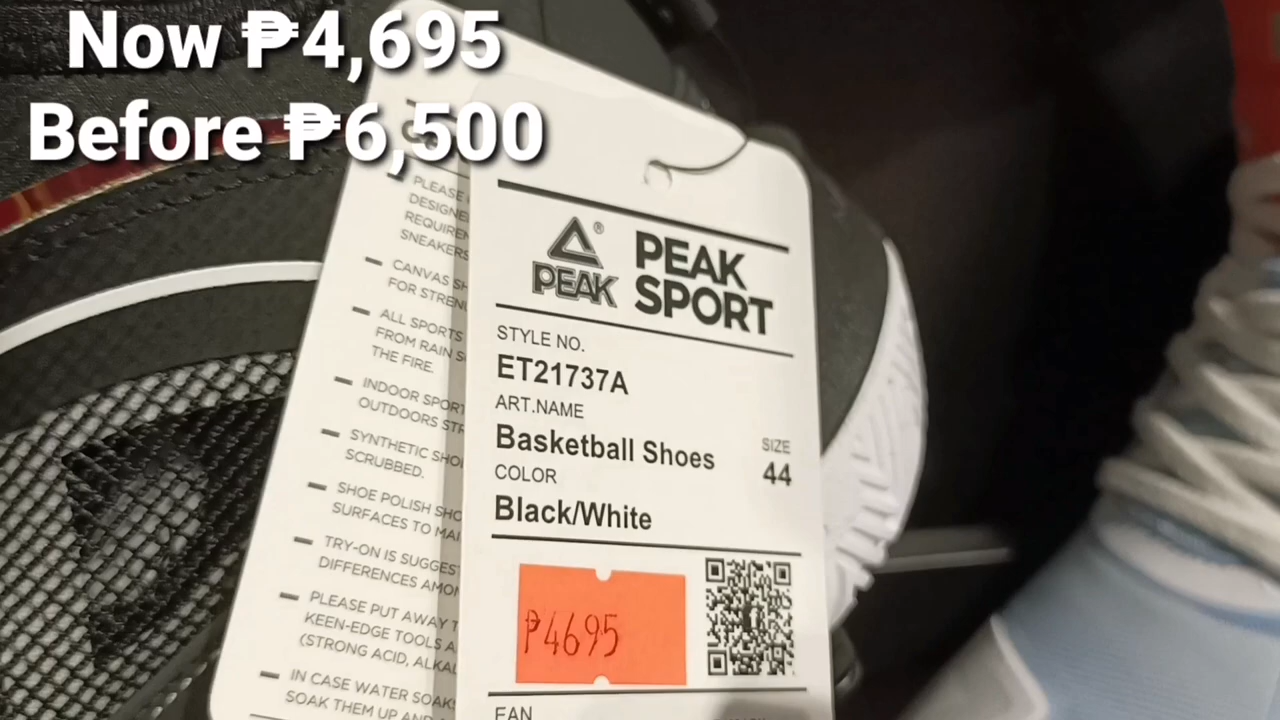 Now ₱4,695
Before ₱6,500
PLEASE
DESIGNE
REQUIREM
SNEAKERS
CANVAS SH
FOR STREN
ALL SPORTS
FROM RAIN
THE FIRE.
INDOOR SPORT
OUTDOORS STR
SYNTHETIC SHO
SCRUBBED.
SHOE POLISH SHO
SURFACES TO MAI
TRY-ON IS SUGGEST
DIFFERENCES AMON
PLEASE PUT AWAY
KEEN-EDGE TOOLS A
(STRONG ACID, ALKAL
IN CASE WATER SOAKS
SOAK THEM UP AND
PEAK ®
PEAK
SPORT
STYLE NO.
ET21737A
ART.NAME
Basketball Shoes
SIZE
44
COLOR
Black/White
₱4695
EAN